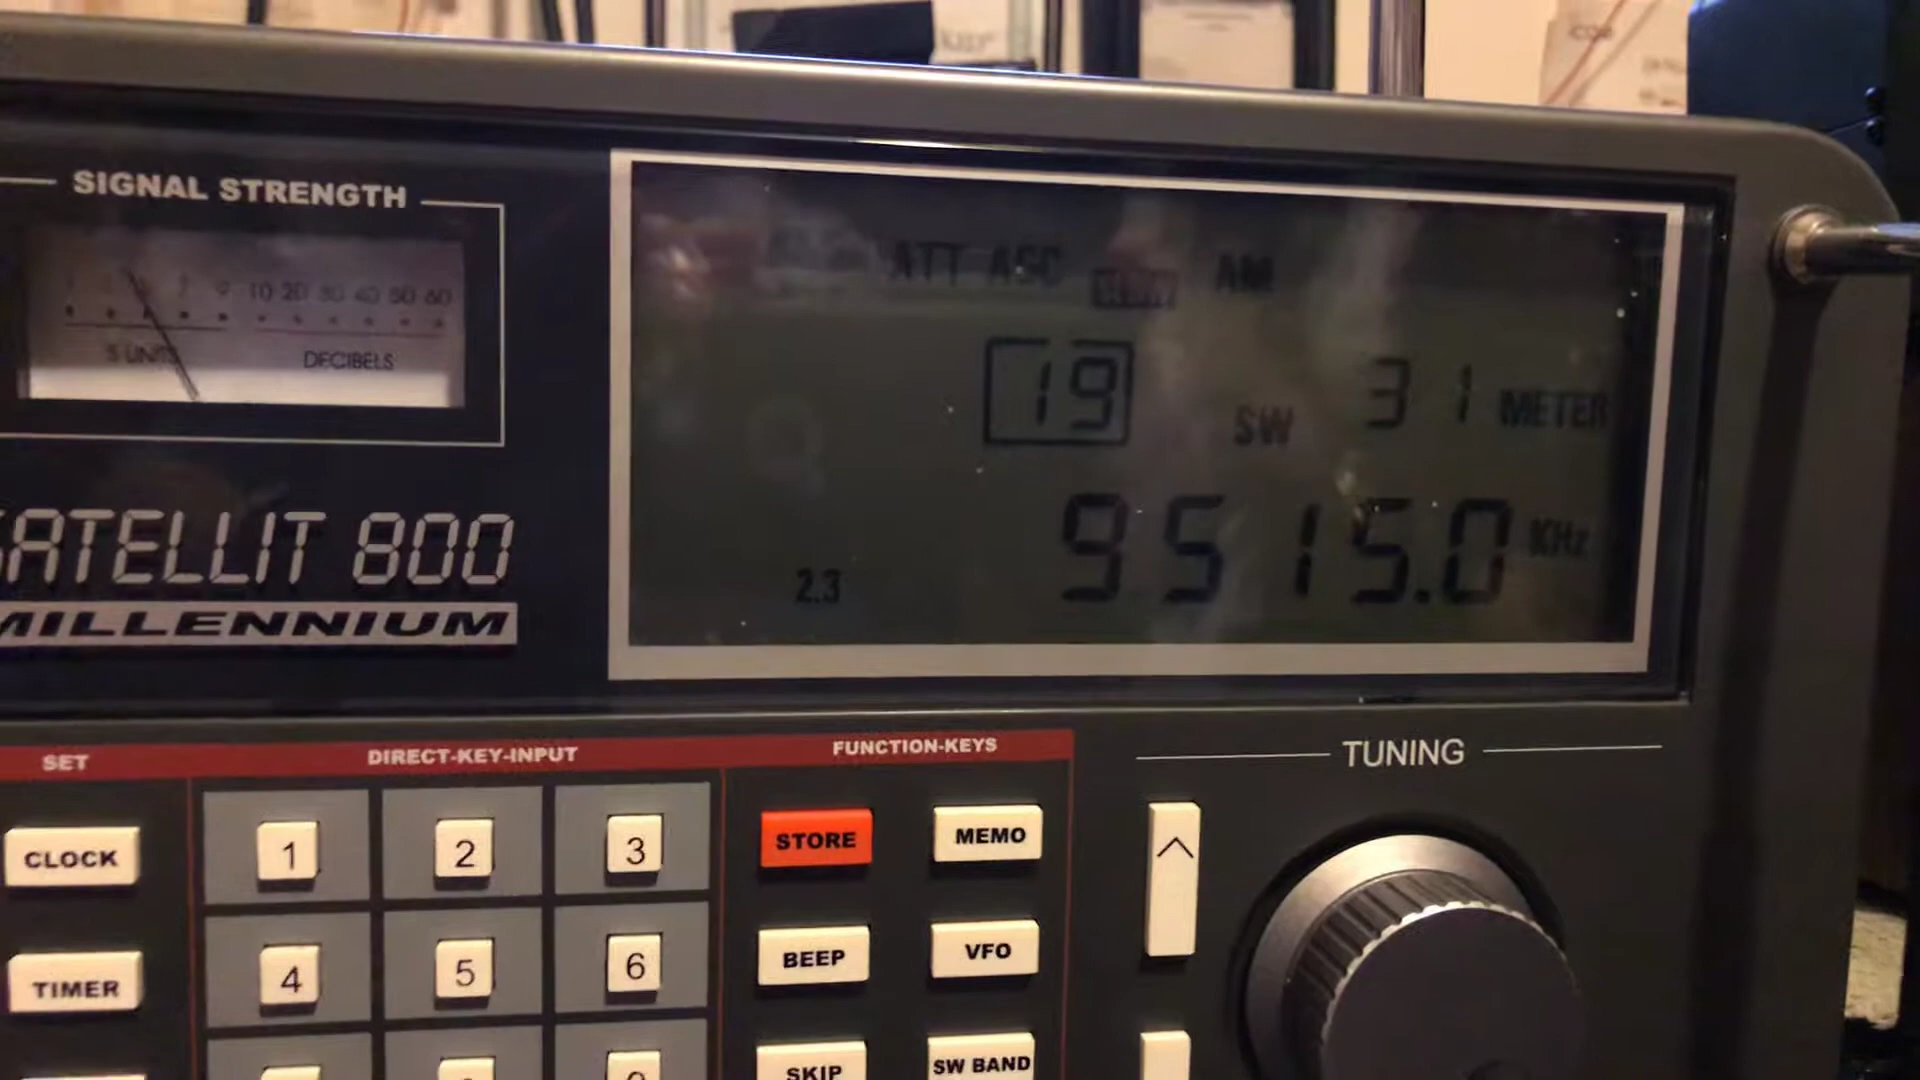 SIGNAL STRENGTH
9 10 20 30 40 50 60
S UNITS
DECIBELS
SATELLIT 800
MILLENNIUM
ATT AGC
AM
19
SW
31 METER
2.3
9515.0 KHz
SET
DIRECT-KEY-INPUT
FUNCTION-KEYS
TUNING
CLOCK
1
2
3
STORE
MEMO
TIMER
4
5
6
BEEP
VFO
SKIP
SW BAND